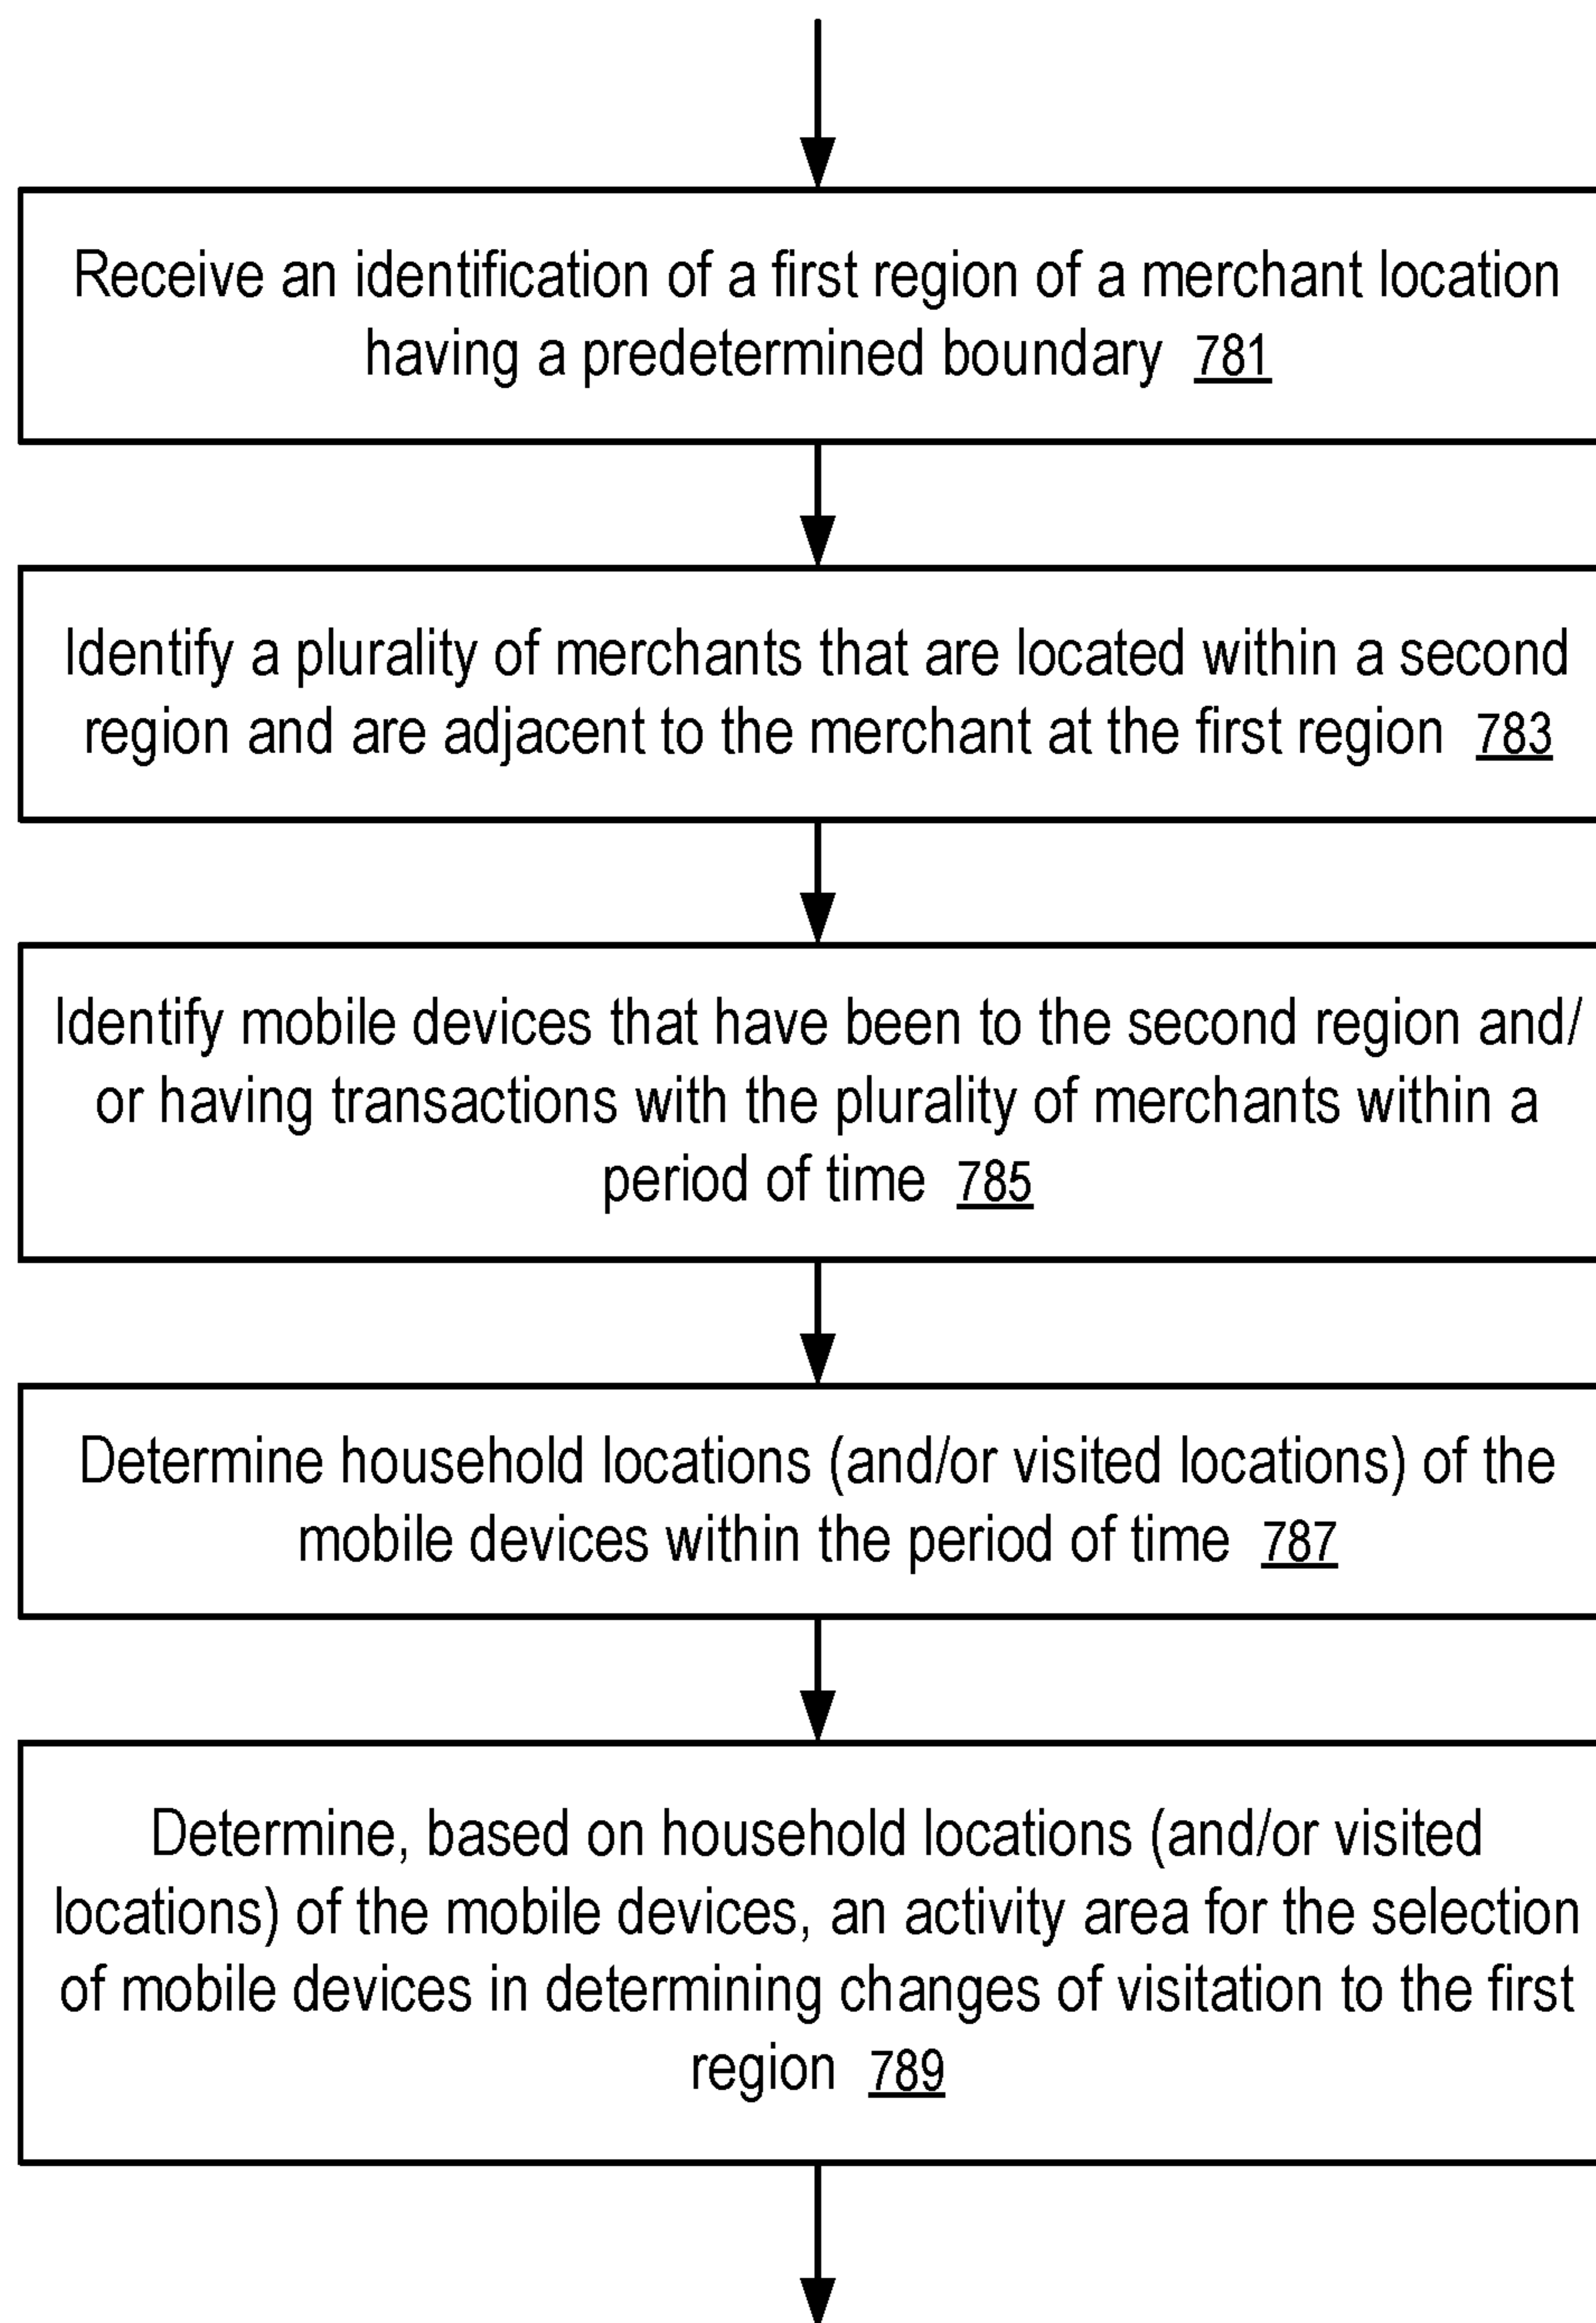 Receive an identification of a first region of a merchant location
having a predetermined boundary 781
Identify a plurality of merchants that are located within a second
region and are adjacent to the merchant at the first region 783
Identify mobile devices that have been to the second region and/
or having transactions with the plurality of merchants within a
period of time 785
Determine household locations (and/or visited locations) of the
mobile devices within the period of time 787
Determine, based on household locations (and/or visited
locations) of the mobile devices, an activity area for the selection
of mobile devices in determining changes of visitation to the first
region 789